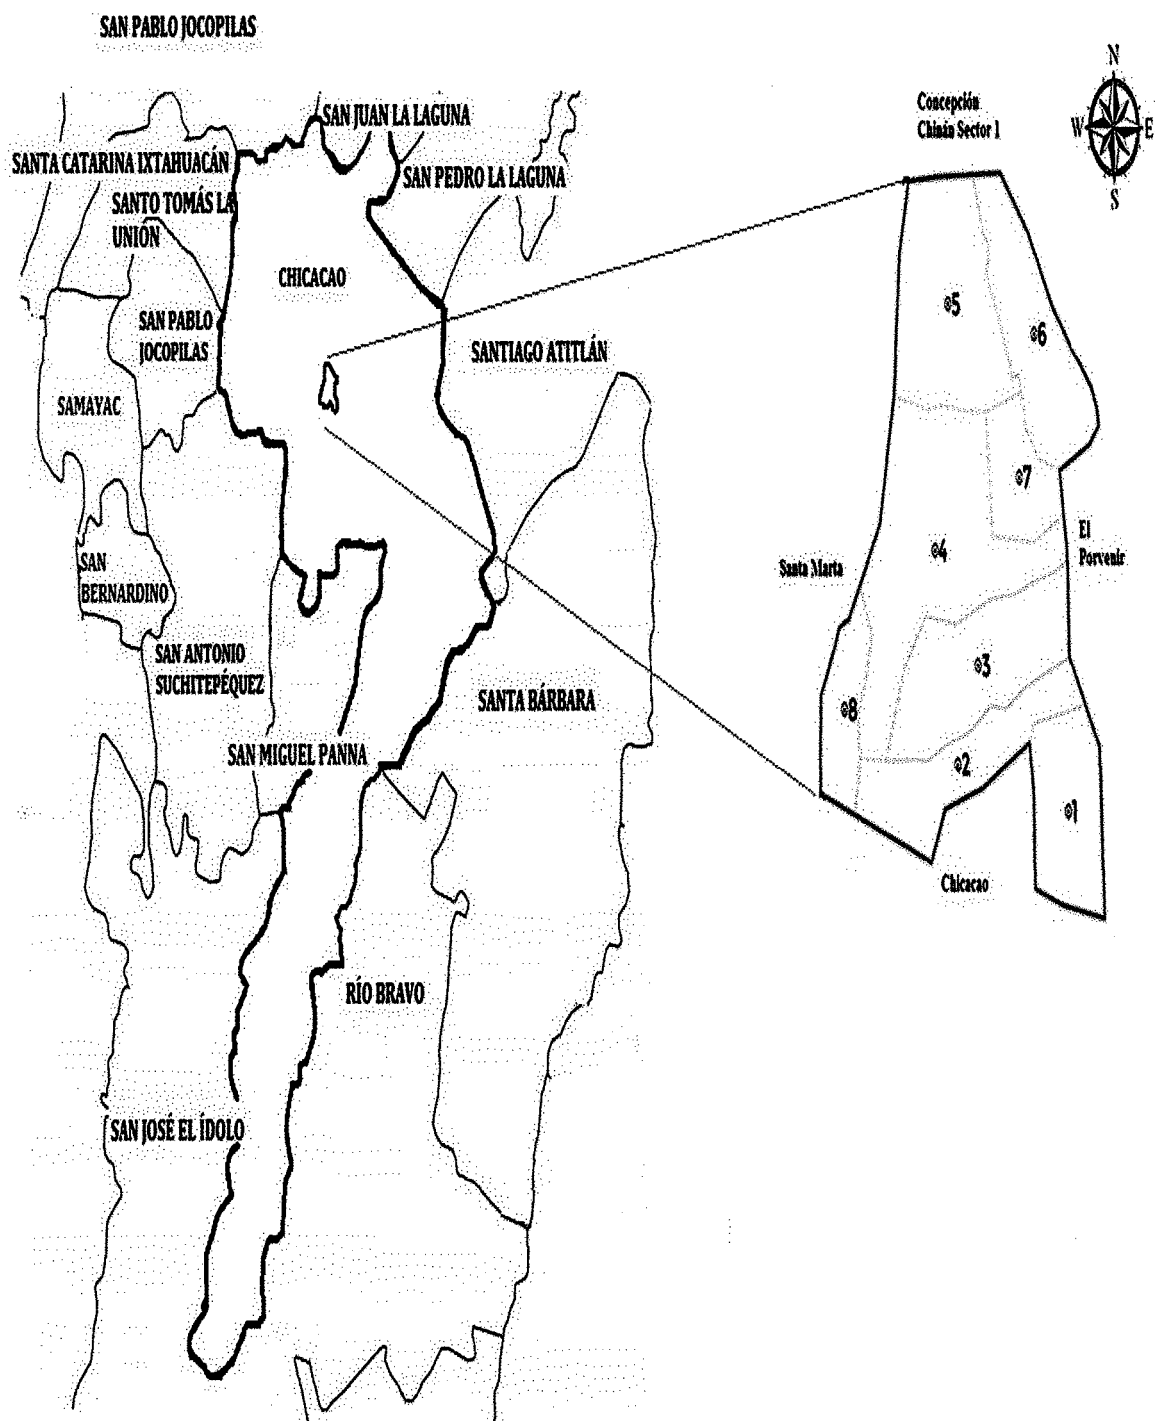 SAN PABLO JOCOPILAS
SAN JUAN LA LAGUNA
SANTA CATARINA IXTAHUACÁN
SAN PEDRO LA LAGUNA
SANTO TOMÁS LA
UNIÓN
CHICACAO
SAN PABLO
JOCOPILAS
SANTIAGO ATITLÁN
SAMAYAC
SAN
BERNARDINO
SAN ANTONIO
SUCHITEPÉQUEZ
SANTA BÁRBARA
SAN MIGUEL PANNA
RÍO BRAVO
SAN JOSÉ EL ÍDOLO
Concepción
Chinán Sector 1
N
W E
S
5
6
7
4
El
Porvenir
Santa Marta
3
8
2
1
Chicacao